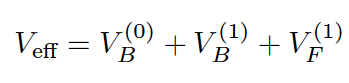 V_eff = V_B^(0) + V_B^(1) + V_F^(1)